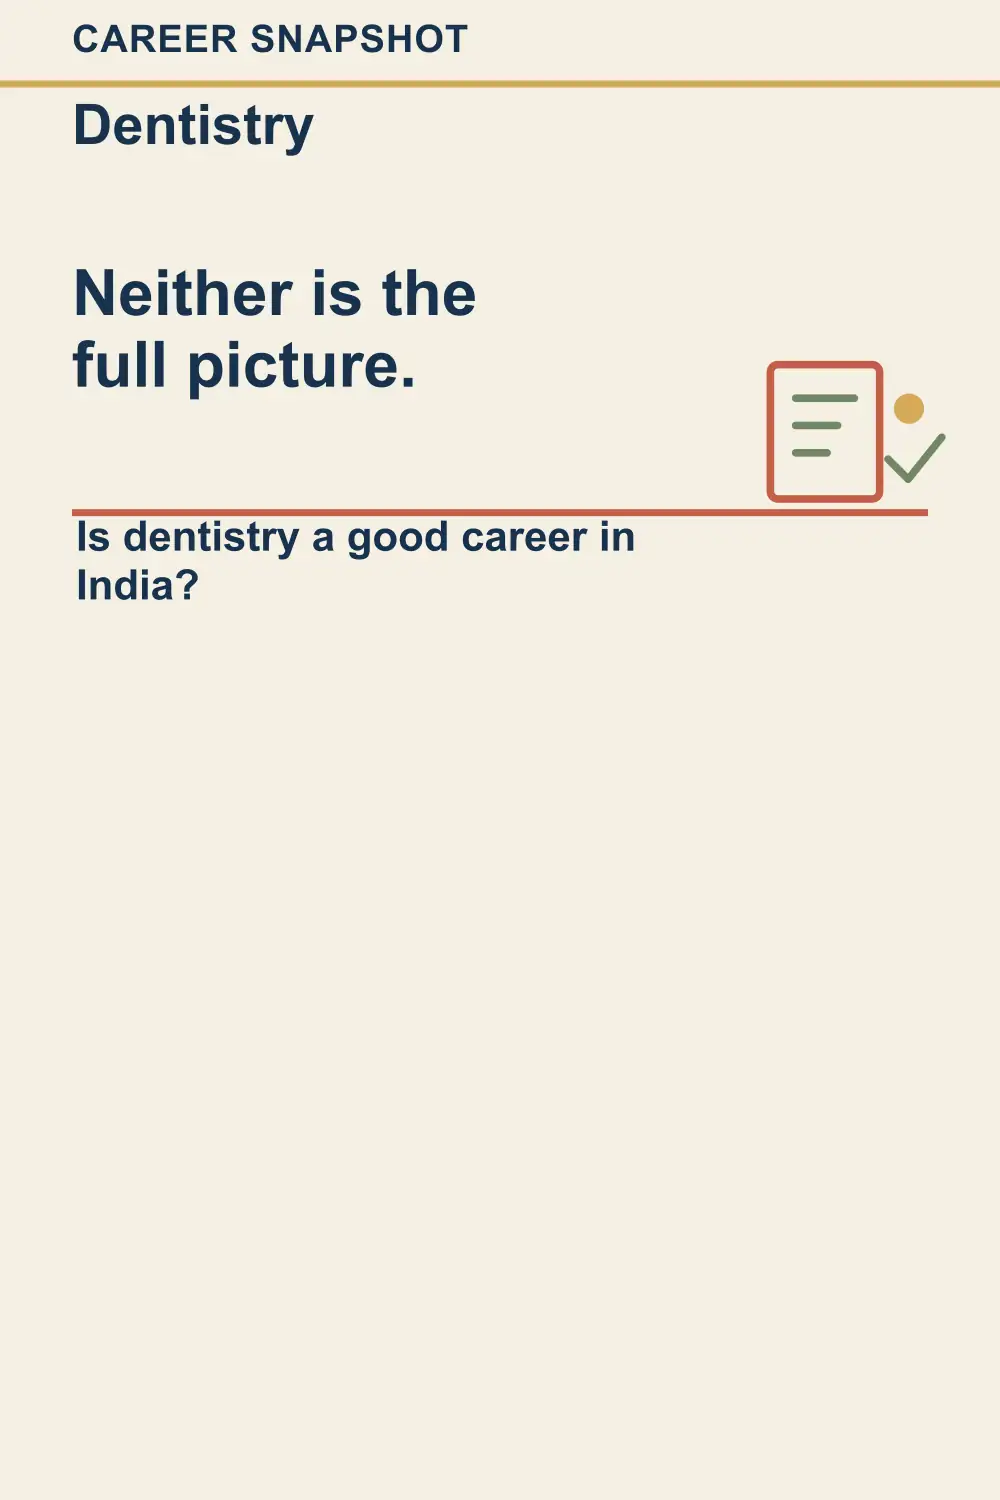 CAREER SNAPSHOT
Dentistry
Neither is the
full picture.
Is dentistry a good career in
India?